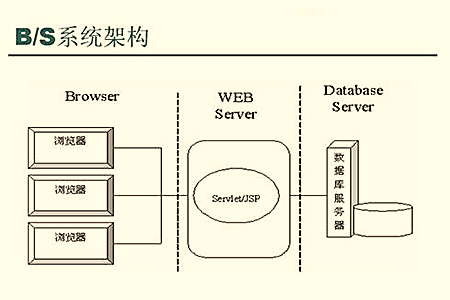 B/S系统架构
Browser
WEB
Server
Database
Server
浏览器
浏览器
浏览器
Servlet/JSP
数据库服务器